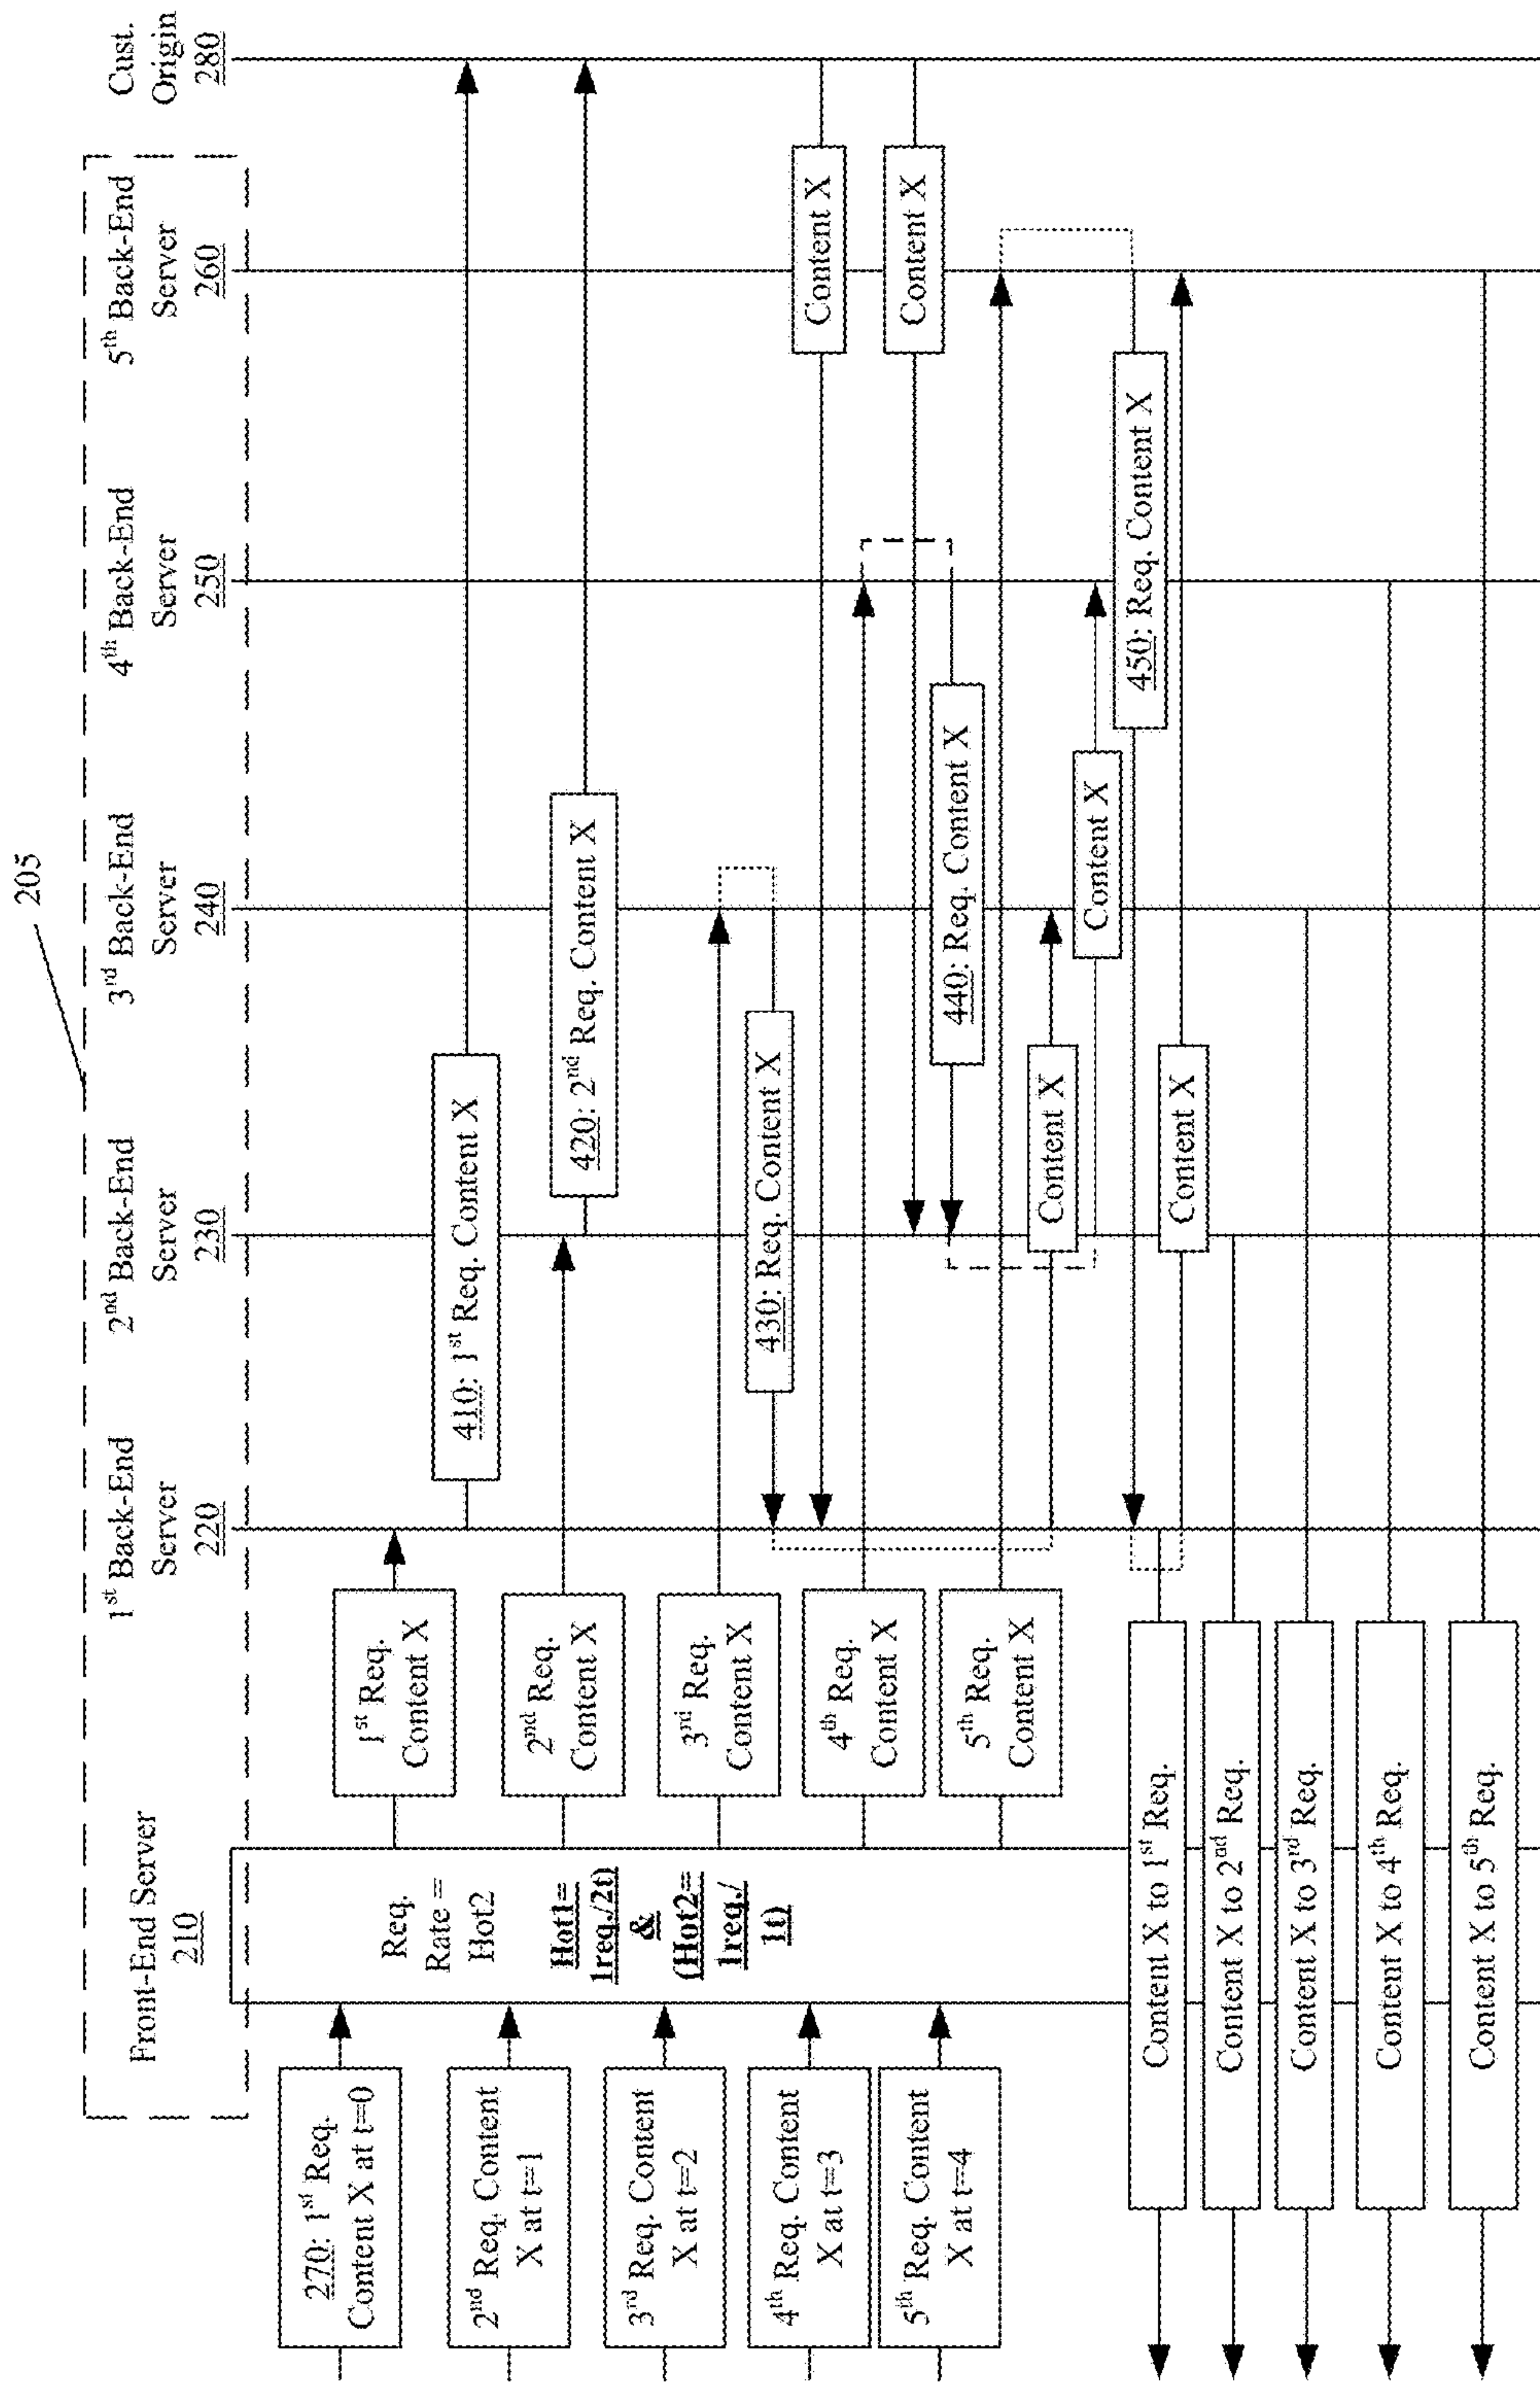 205
Front-End Server
210
1st Back-End
Server
220
2nd Back-End
Server
230
3rd Back-End
Server
240
4th Back-End
Server
250
5th Back-End
Server
260
Cust.
Origin
280
270: 1st Req.
Content X at t=0
Req.
Rate =
Hot2
1st Req.
Content X
410: 1st Req. Content X
2nd Req. Content
X at t=1
Hot1=
1req./2t)
&
(Hot2=
1req./
1t)
2nd Req.
Content X
420: 2nd Req. Content X
3rd Req. Content
X at t=2
3rd Req.
Content X
430: Req. Content X
Content X
4th Req. Content
X at t=3
4th Req.
Content X
Content X
440: Req. Content X
5th Req. Content
X at t=4
5th Req.
Content X
Content X
Content X
450: Req. Content X
Content X
Content X to 1st Req.
Content X to 2nd Req.
Content X to 3rd Req.
Content X to 4th Req.
Content X to 5th Req.